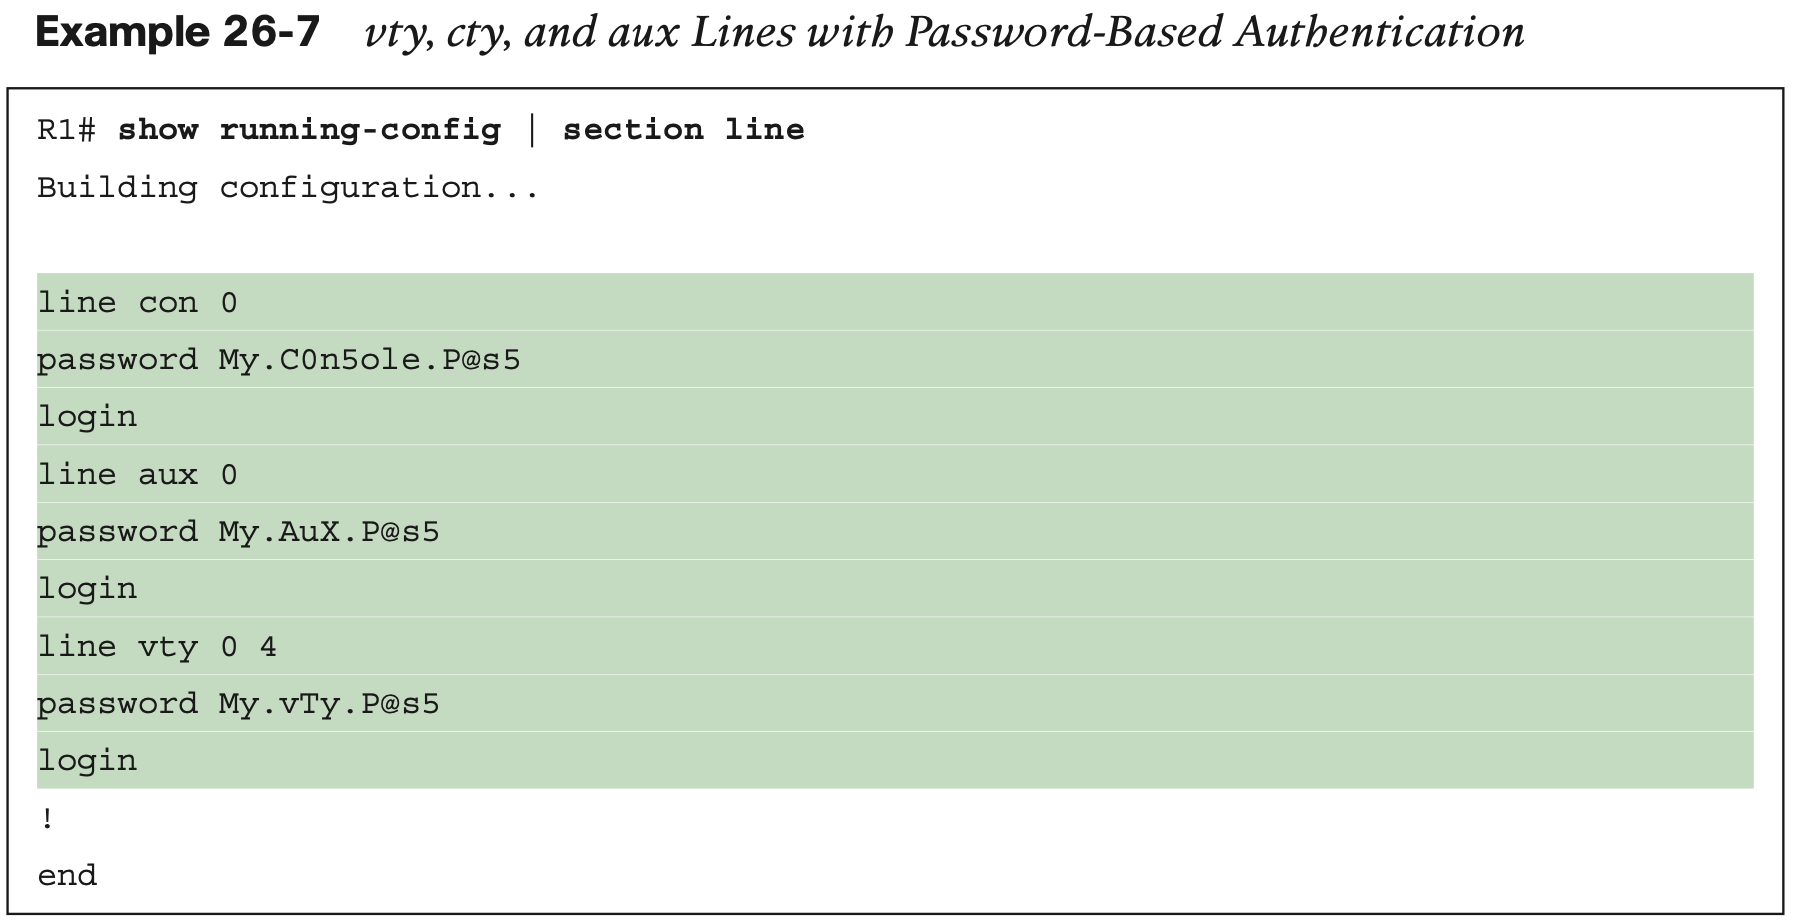 Example 26-7 vty, cty, and aux Lines with Password-Based Authentication
R1# show running-config | section line
Building configuration...
line con 0
password My.C0n5ole.P@s5
login
line aux 0
password My.AuX.P@s5
login
line vty 0 4
password My.vTy.P@s5
login
!
end